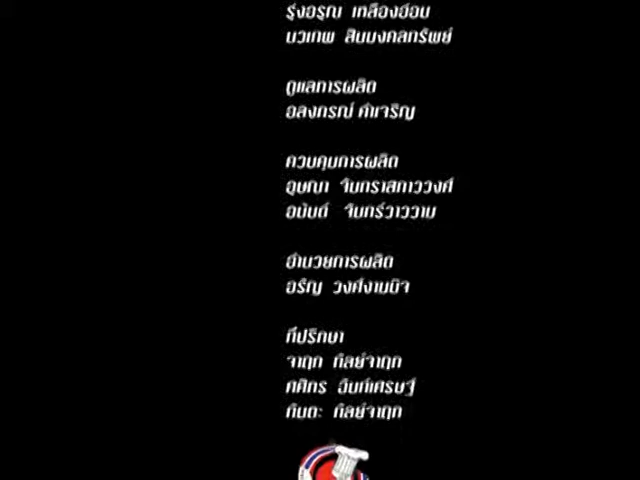 รุ่งอรุณ เหลืองอ่อน
นวเทพ สินมงคลทรัพย์
ดูแลการผลิต
อลงกรณ์ คำเจริญ
ควบคุมการผลิต
อุษณา จันทราสกาววงศ์
อนันต์ จันทร์วาววาม
อำนวยการผลิต
อรัญ วงศ์งามนิจ
ที่ปรึกษา
จาฤก กัลย์จาฤก
กศิกร อินทเศรษฐ์
กันตะ กัลย์จาฤก